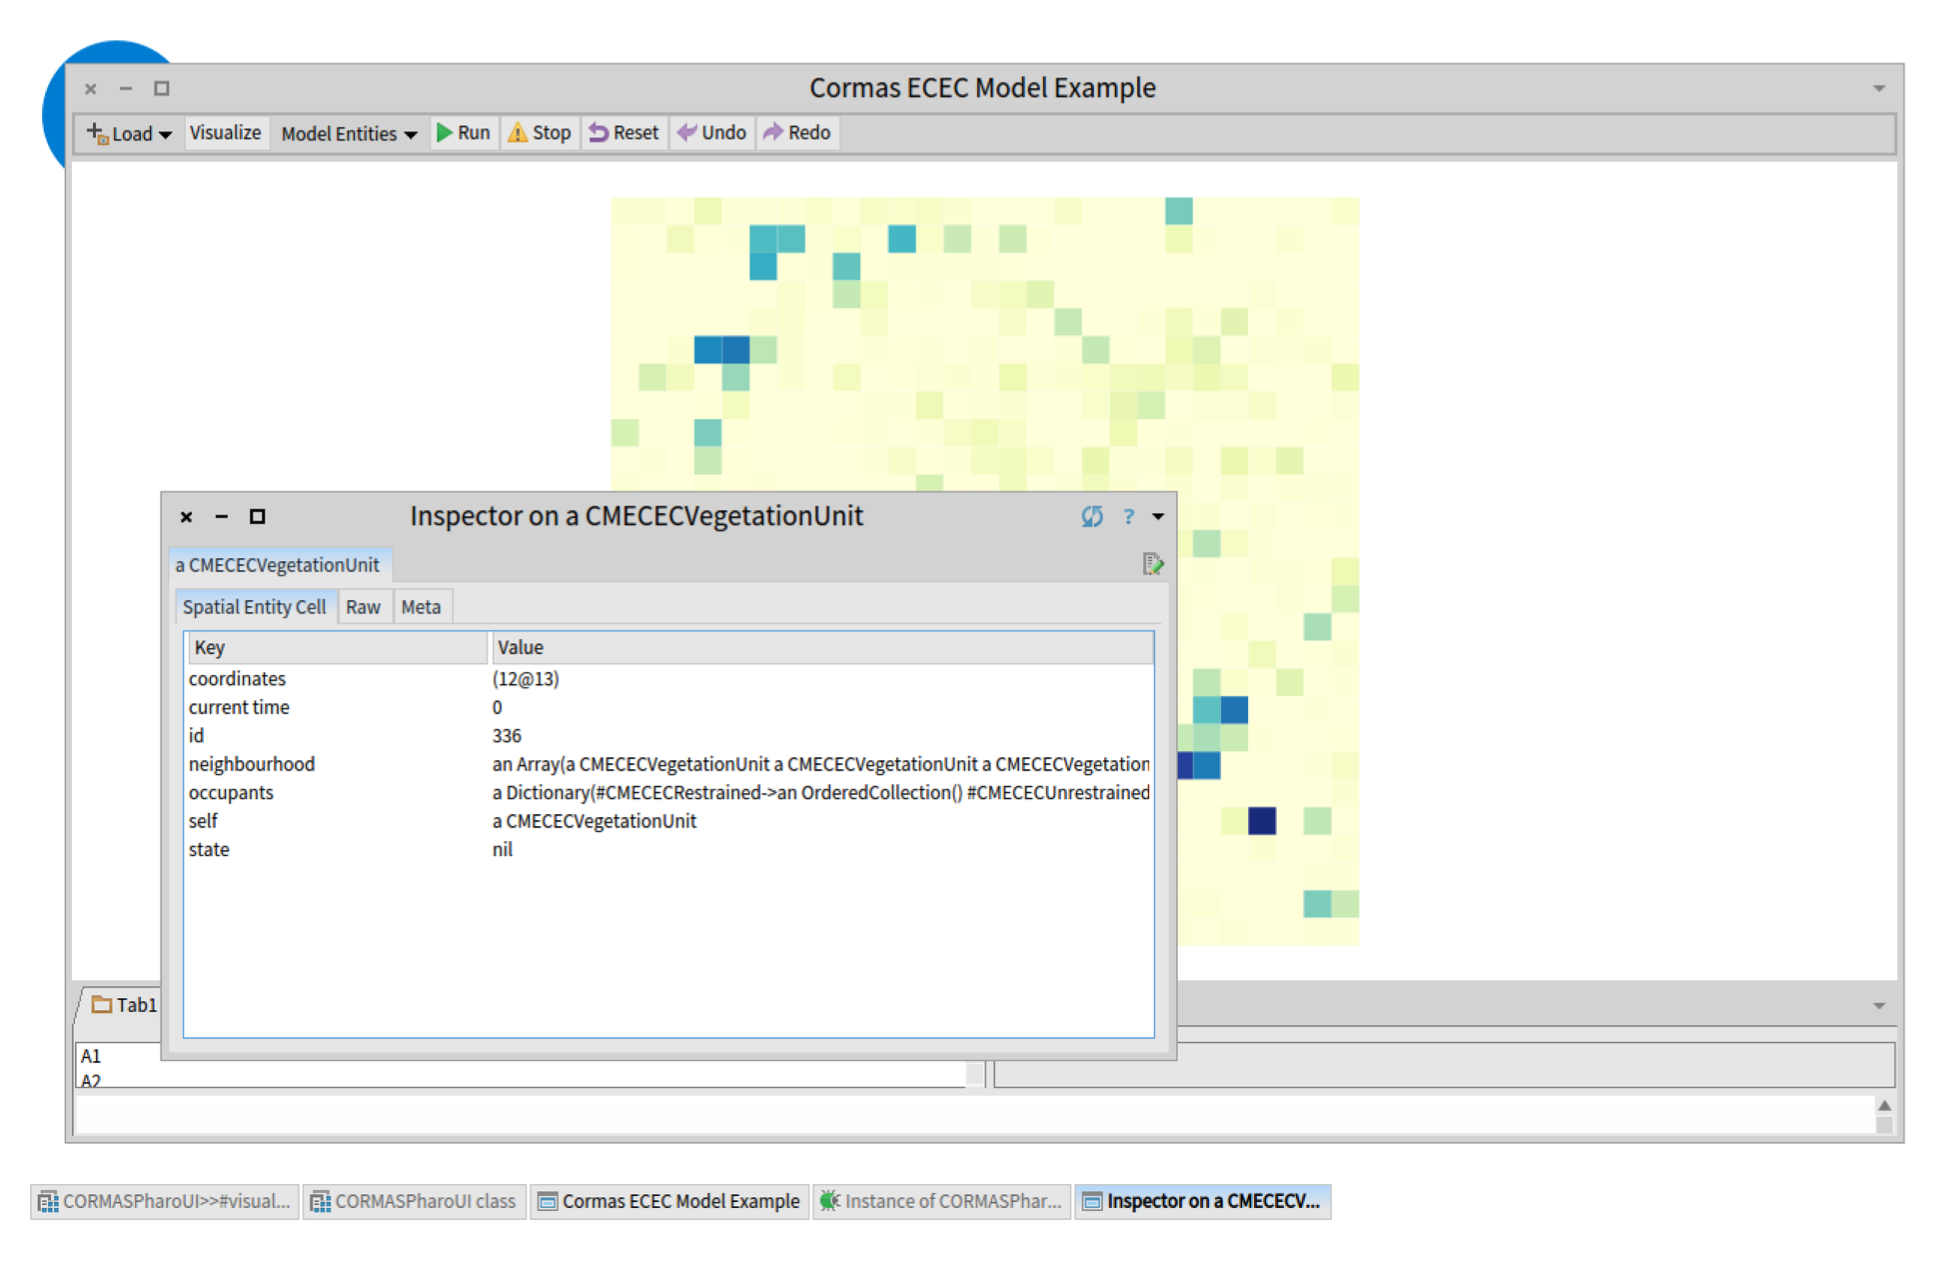 Cormas ECEC Model Example
Load Visualize Model Entities Run Stop Reset Undo Redo
Inspector on a CMECECVegetationUnit ?
a CMECECVegetationUnit
Spatial Entity Cell Raw Meta
Key Value
coordinates (12@13)
current time 0
id 336
neighbourhood an Array(a CMECECVegetationUnit a CMECECVegetationUnit a CMECECVegetation
occupants a Dictionary(#CMECECRestrained->an OrderedCollection() #CMECECUnrestrained
self a CMECECVegetationUnit
state nil
Tab1
A1
A2
CORMASPharoUI>>#visual... CORMASPharoUI class Cormas ECEC Model Example Instance of CORMASPhar... Inspector on a CMECECV...